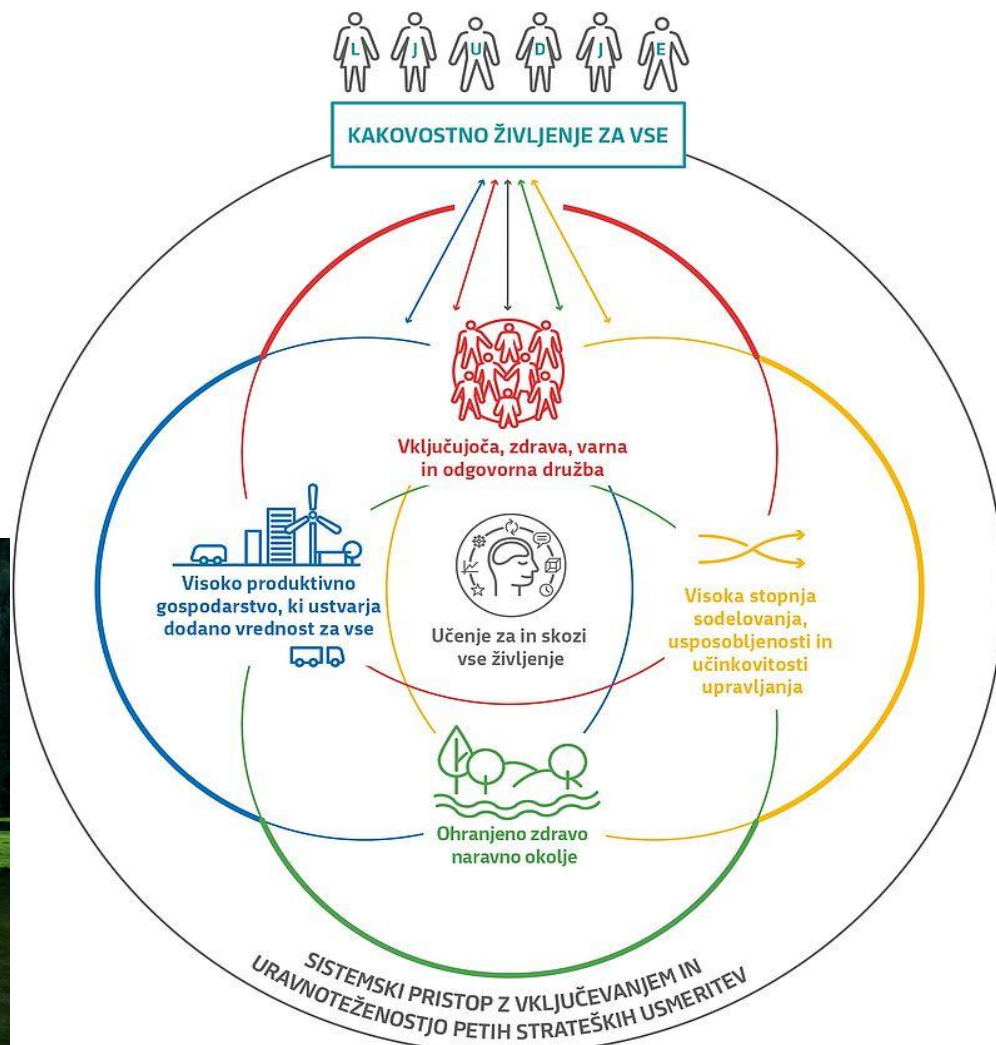 L J U D J E
KAKOVOSTNO ŽIVLJENJE ZA VSE
Vključujoča, zdrava, varna
in odgovorna družba
Visoko produktivno
gospodarstvo, ki ustvarja
dodano vrednost za vse
Učenje za in skozi
vse življenje
Visoka stopnja
sodelovanja,
usposobljenosti in
učinkovitosti
upravljanja
Ohranjeno zdravo
naravno okolje
SISTEMSKI PRISTOP Z VKLJUČEVANJEM IN
URAVNOTEŽENOSTJO PETIH STRATEŠKIH USMERITEV